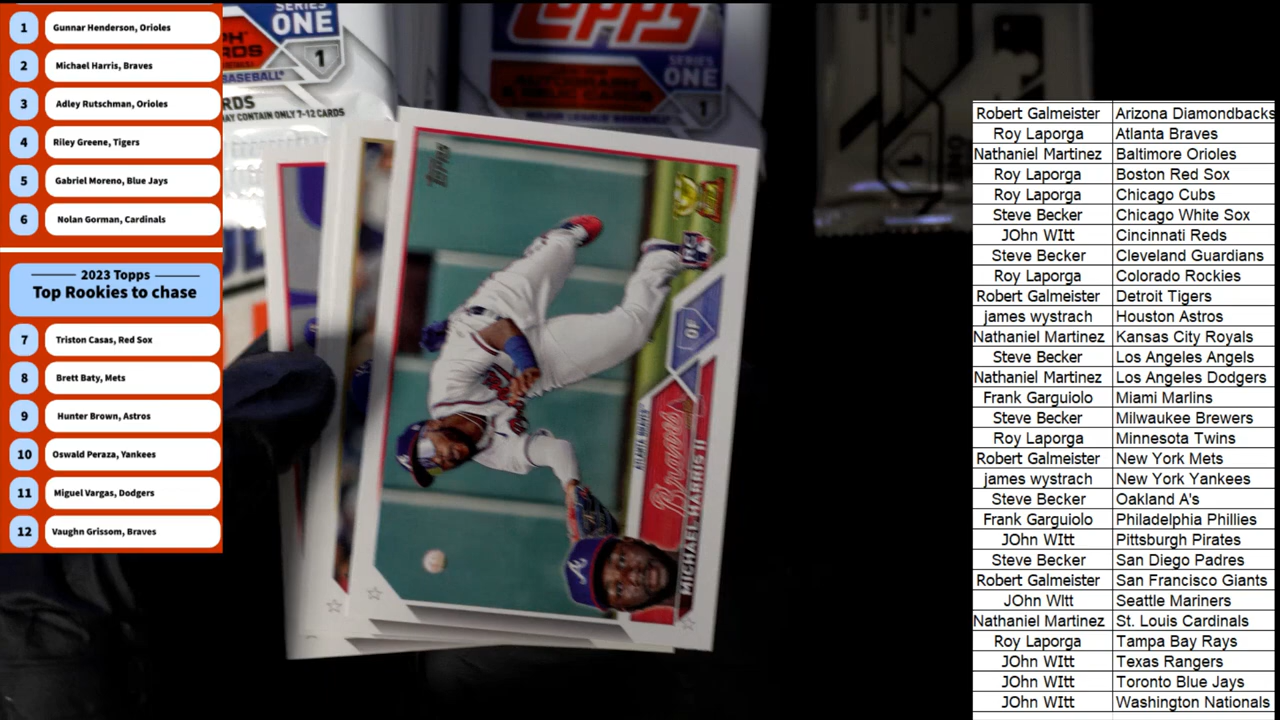 1 Gunnar Henderson, Orioles
2 Michael Harris, Braves
3 Adley Rutschman, Orioles
4 Riley Greene, Tigers
5 Gabriel Moreno, Blue Jays
6 Nolan Gorman, Cardinals
2023 Topps
Top Rookies to chase
7 Triston Casas, Red Sox
8 Brett Baty, Mets
9 Hunter Brown, Astros
10 Oswald Peraza, Yankees
11 Miguel Vargas, Dodgers
12 Vaughn Grissom, Braves
SERIES
ONE
1
BASEBALL
CONTAIN ONLY 7-12 CARDS
Topps
SERIES
ONE
1
Topps
OF
ATLANTA BRAVES
Braves
MICHAEL HARRIS II
A
Robert Galmeister Arizona Diamondbacks
Roy Laporga Atlanta Braves
Nathaniel Martinez Baltimore Orioles
Roy Laporga Boston Red Sox
Roy Laporga Chicago Cubs
Steve Becker Chicago White Sox
JOhn WItt Cincinnati Reds
Steve Becker Cleveland Guardians
Roy Laporga Colorado Rockies
Robert Galmeister Detroit Tigers
james wystrach Houston Astros
Nathaniel Martinez Kansas City Royals
Steve Becker Los Angeles Angels
Nathaniel Martinez Los Angeles Dodgers
Frank Garguiolo Miami Marlins
Steve Becker Milwaukee Brewers
Roy Laporga Minnesota Twins
Robert Galmeister New York Mets
james wystrach New York Yankees
Steve Becker Oakland A's
Frank Garguiolo Philadelphia Phillies
JOhn WItt Pittsburgh Pirates
Steve Becker San Diego Padres
Robert Galmeister San Francisco Giants
JOhn WItt Seattle Mariners
Nathaniel Martinez St. Louis Cardinals
Roy Laporga Tampa Bay Rays
JOhn WItt Texas Rangers
JOhn WItt Toronto Blue Jays
JOhn WItt Washington Nationals